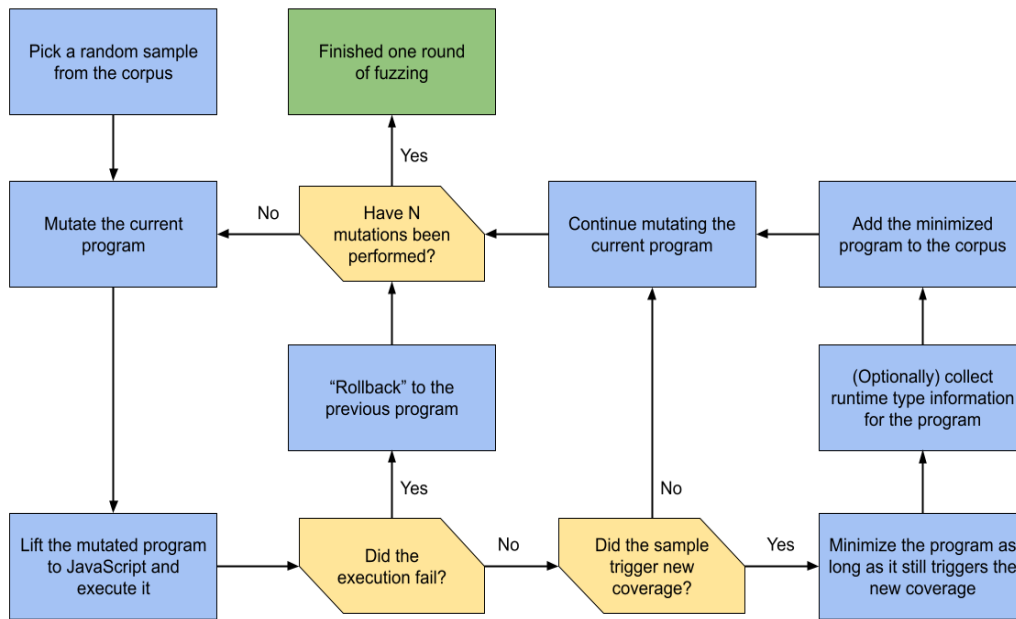 Pick a random sample
from the corpus
Finished one round
of fuzzing
Yes
Mutate the current
program
No
Have N
mutations been
performed?
Continue mutating the
current program
Add the minimized
program to the corpus
“Rollback” to the
previous program
(Optionally) collect
runtime type information
for the program
Yes
No
Lift the mutated program
to JavaScript and
execute it
Did the
execution fail?
No
Did the sample
trigger new
coverage?
Yes
Minimize the program as
long as it still triggers the
new coverage